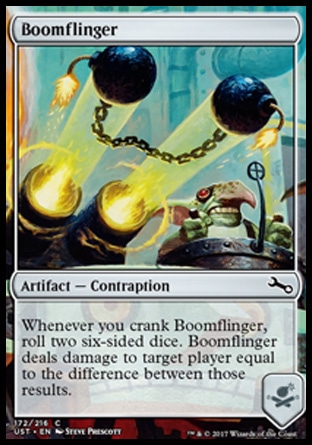 Boomflinger
Artifact — Contraption
Whenever you crank Boomflinger,
roll two six-sided dice. Boomflinger
deals damage to target player equal
to the difference between those
results.
172/216 C
UST • EN Steve Prescott
™ & © 2017 Wizards of the Coast